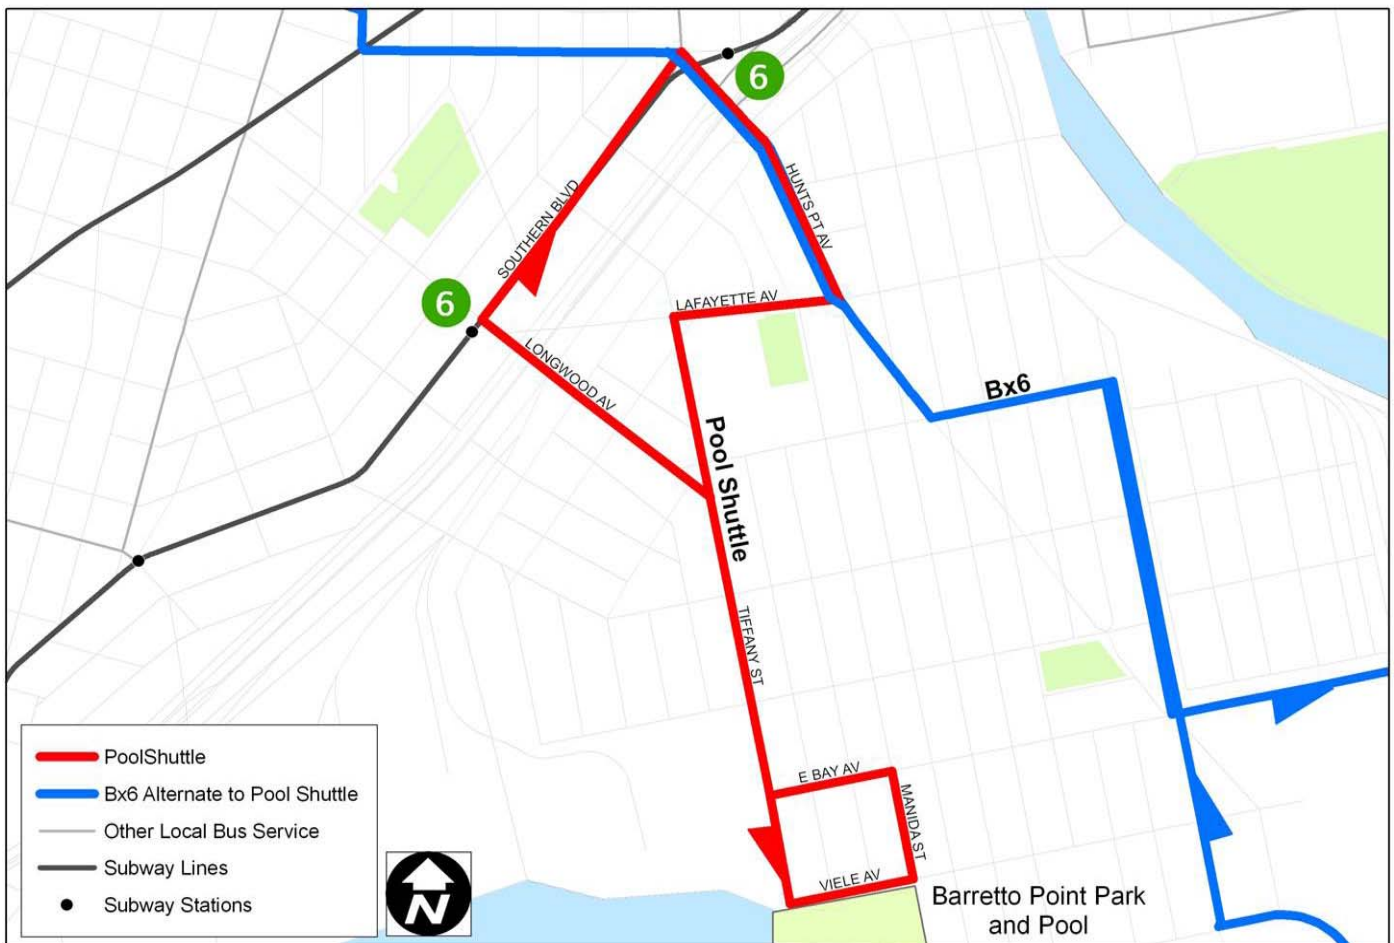 6
HUNTS PT AV
SOUTHERN BLVD
6
LAFAYETTE AV
LONGWOOD AV
Bx6
Pool Shuttle
TIFFANY ST
E BAY AV
MANIDA ST
VIELE AV
Barretto Point Park
and Pool
PoolShuttle
Bx6 Alternate to Pool Shuttle
Other Local Bus Service
Subway Lines
Subway Stations
N